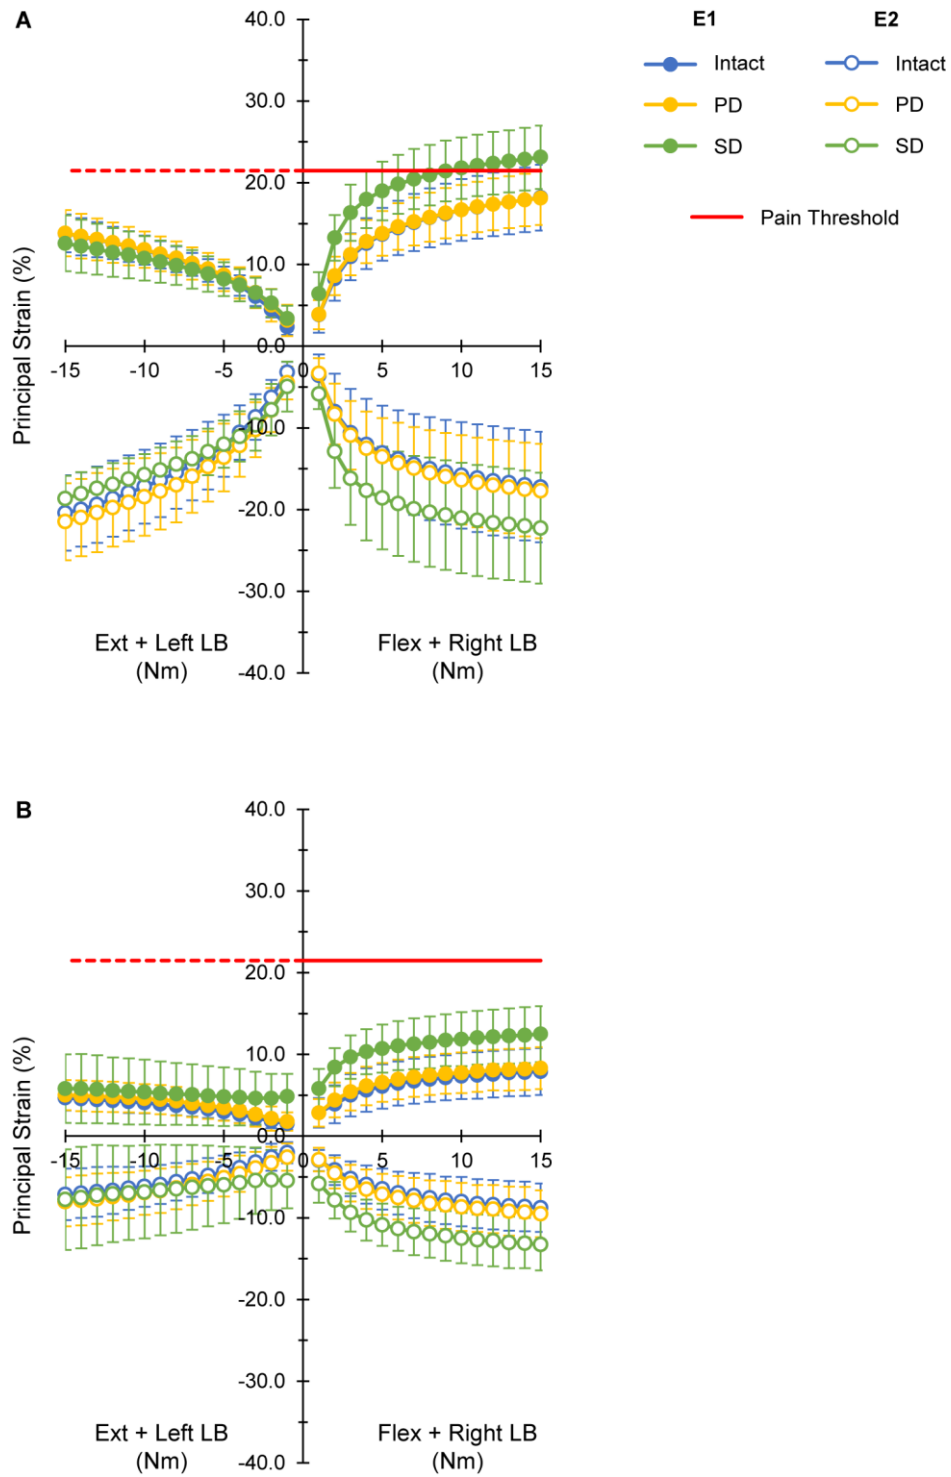 A
40.0
E1
E2
Intact
Intact
30.0
PD
PD
SD
SD
20.0
Pain Threshold
10.0
Principal Strain (%)
0.0
-15
-10
-5
0
5
10
15
-10.0
-20.0
-30.0
Ext + Left LB
(Nm)
Flex + Right LB
(Nm)
-40.0
B
40.0
30.0
20.0
10.0
Principal Strain (%)
0.0
-15
-10
-5
0
5
10
15
-10.0
-20.0
-30.0
Ext + Left LB
(Nm)
Flex + Right LB
(Nm)
-40.0